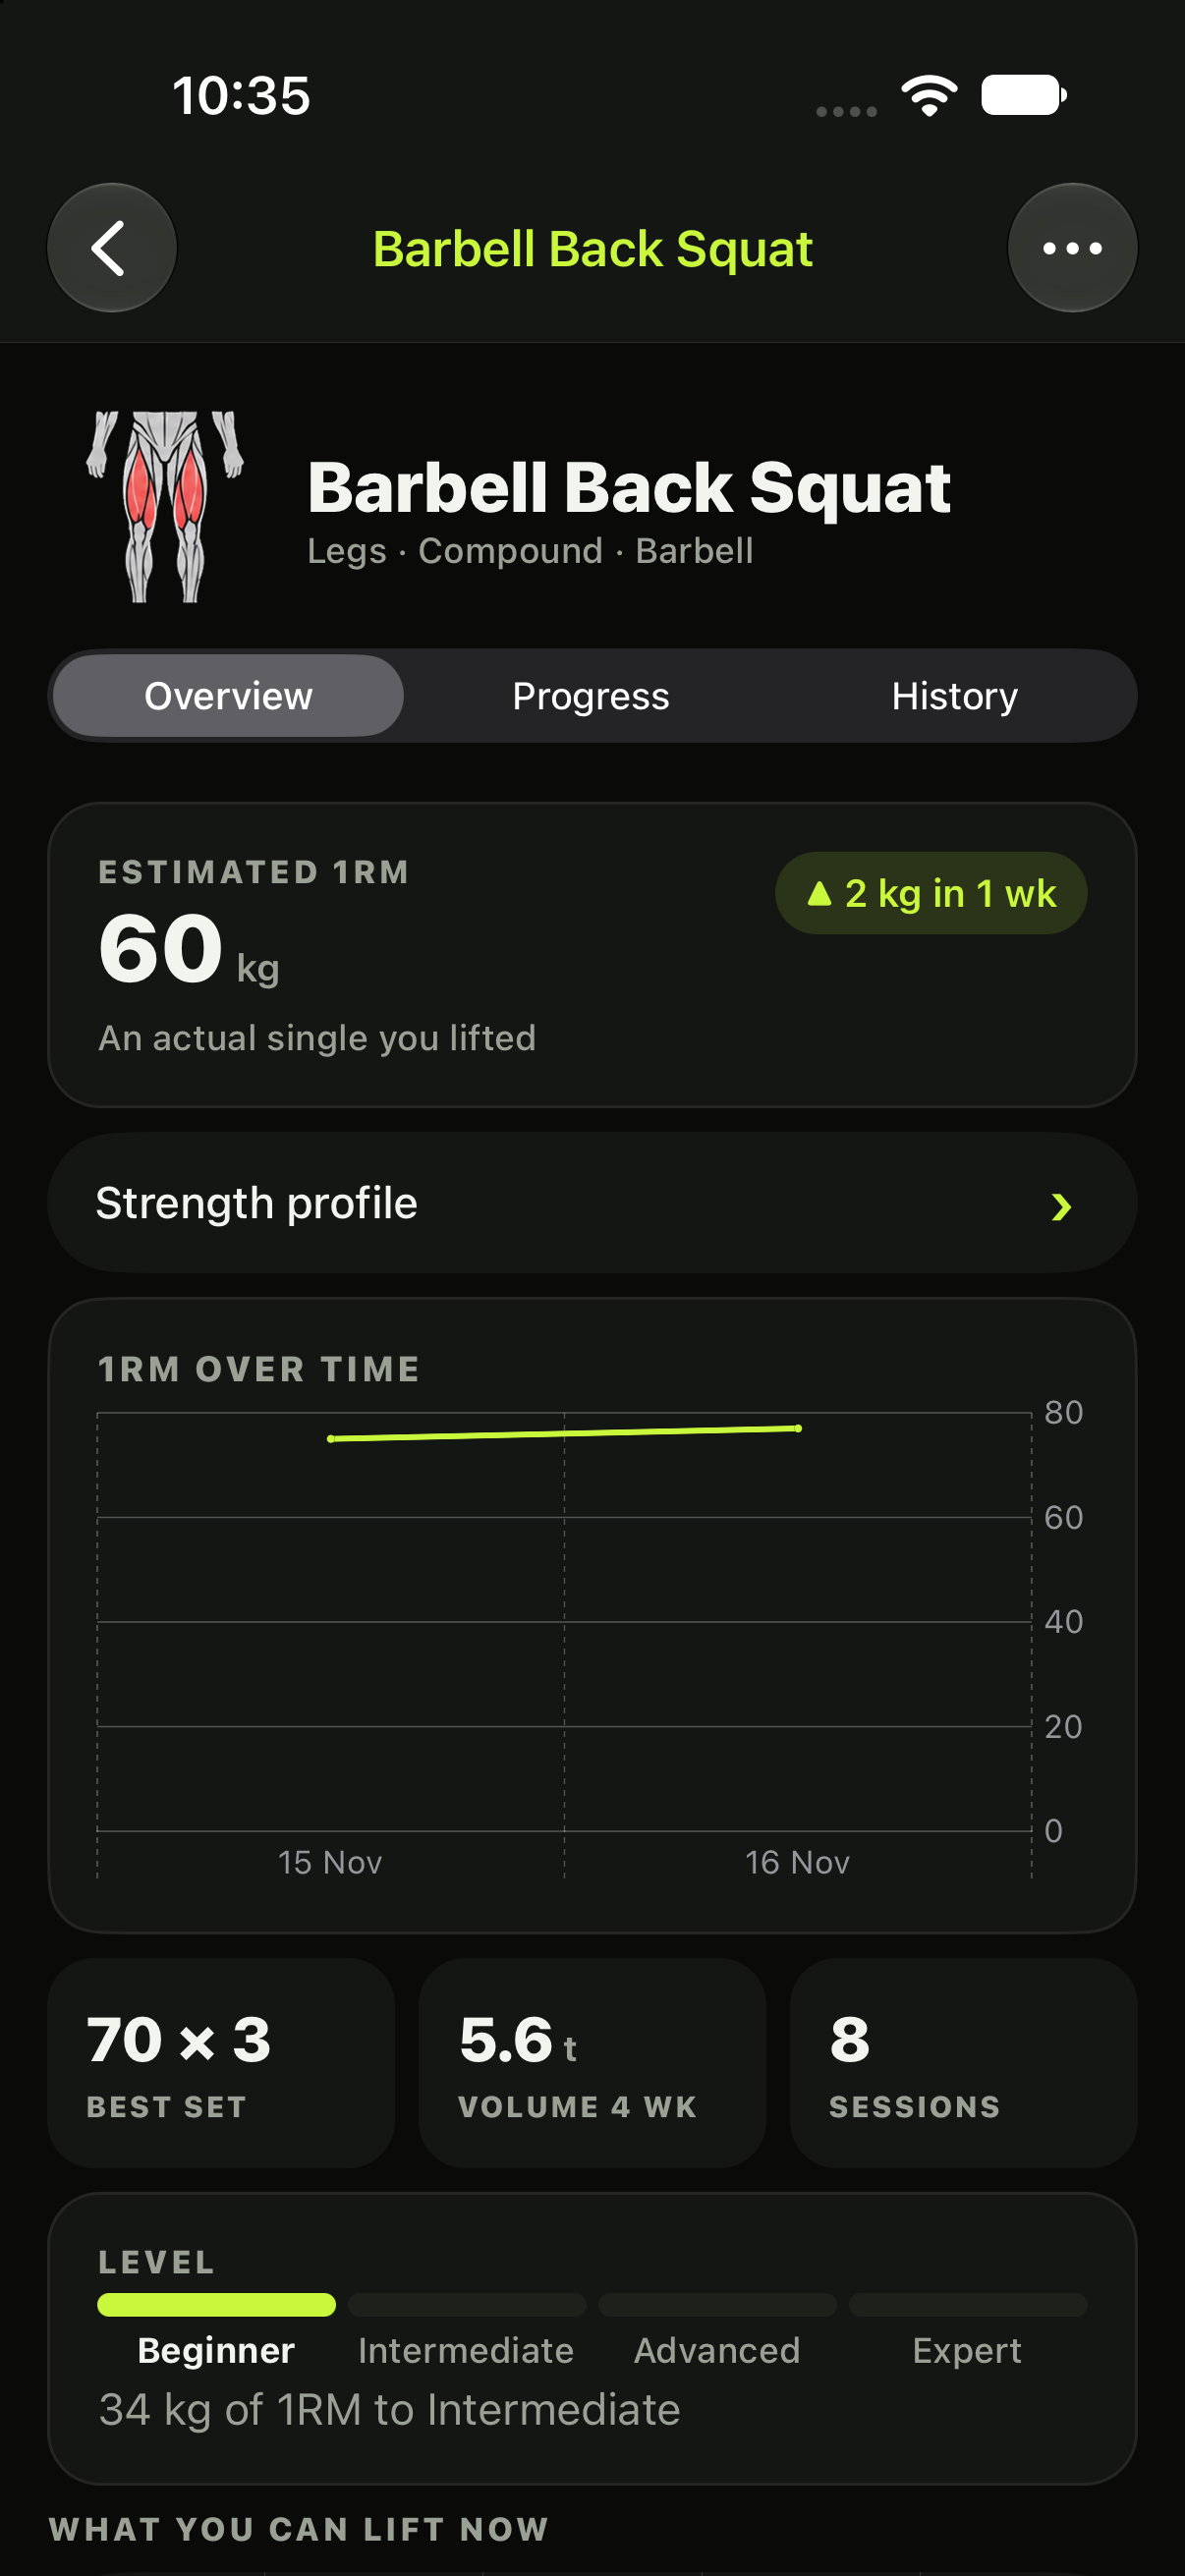 10:35
Barbell Back Squat
Barbell Back Squat
Legs · Compound · Barbell
Overview Progress History
ESTIMATED 1RM
▲ 2 kg in 1 wk
60 kg
An actual single you lifted
Strength profile
1RM OVER TIME
80
60
40
20
0
15 Nov 16 Nov
70 × 3 5.6 t 8
BEST SET VOLUME 4 WK SESSIONS
LEVEL
Beginner Intermediate Advanced Expert
34 kg of 1RM to Intermediate
WHAT YOU CAN LIFT NOW